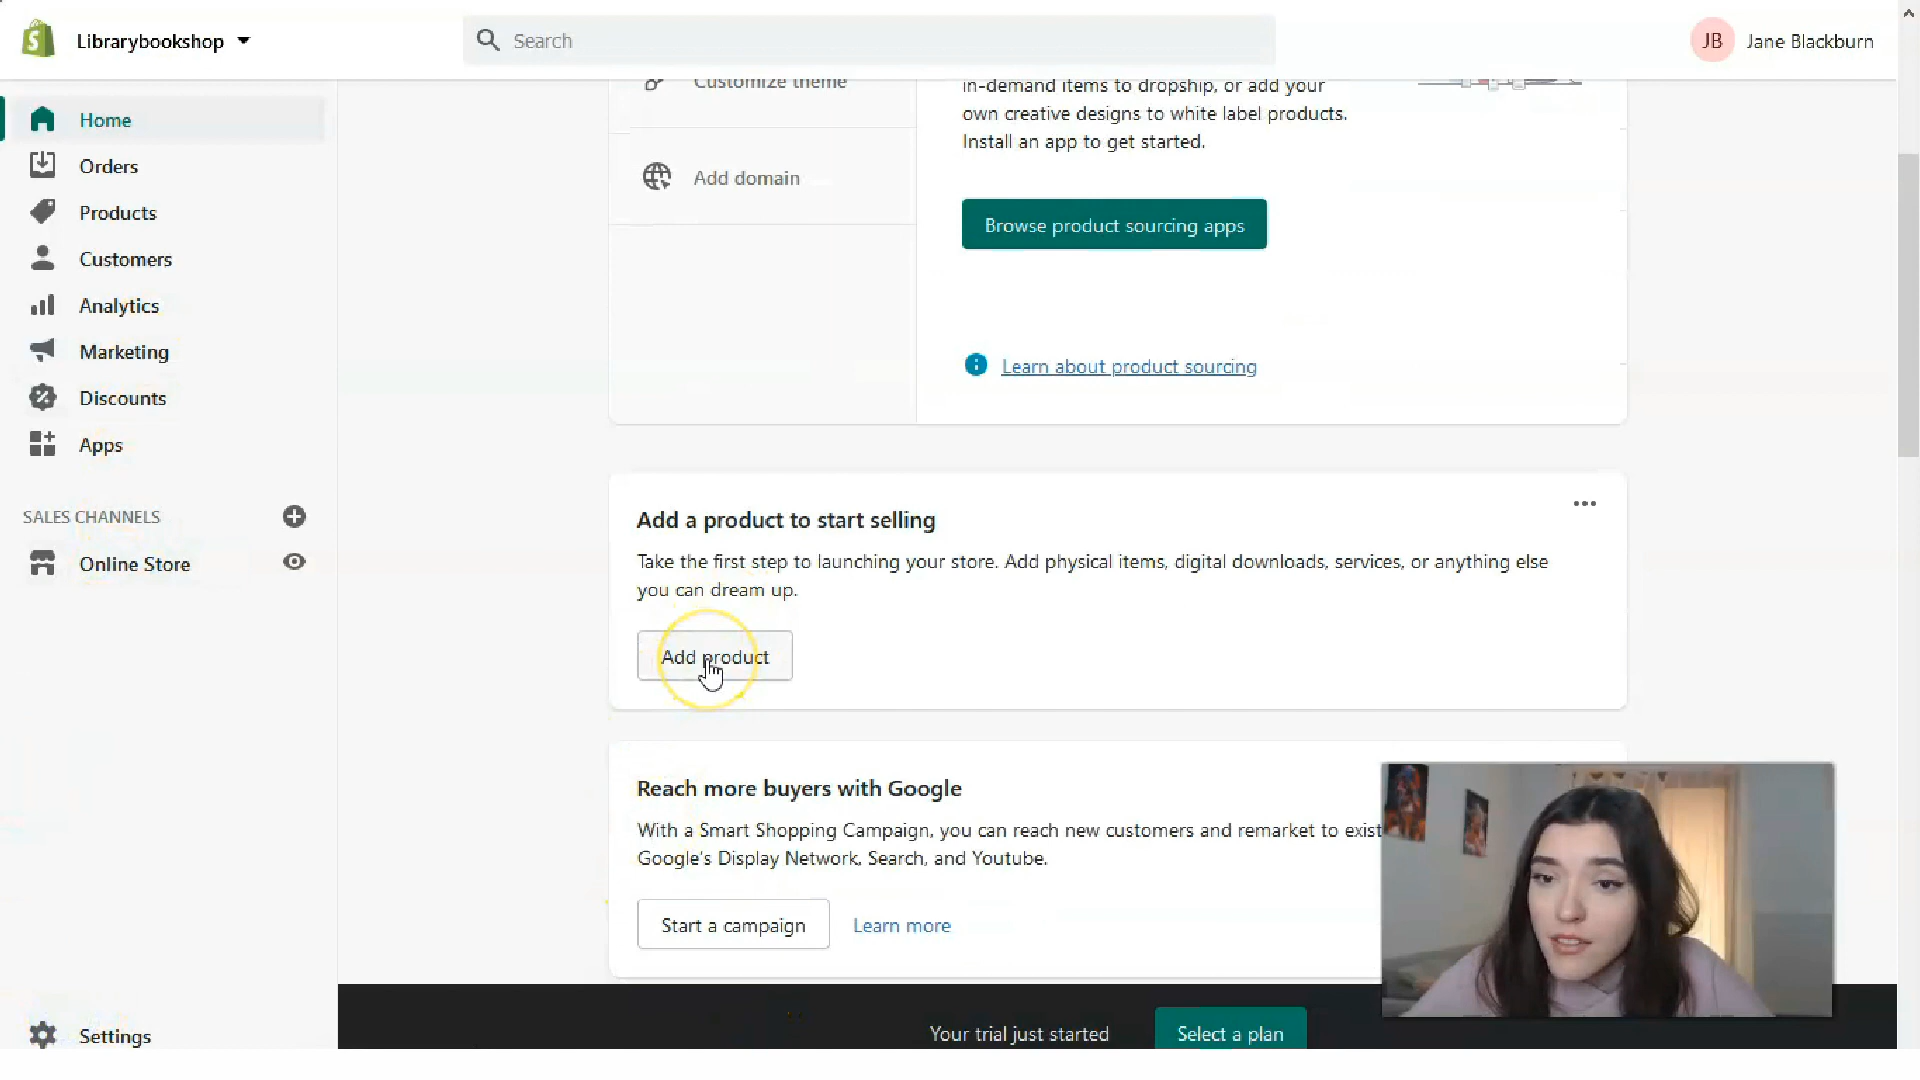 Librarybookshop
Search
JB
Jane Blackburn
Home
Orders
Products
Customers
Analytics
Marketing
Discounts
Apps
SALES CHANNELS
Online Store
Settings
Customize theme
Add domain
in-demand items to dropship, or add your
own creative designs to white label products.
Install an app to get started.
Browse product sourcing apps
Learn about product sourcing
Add a product to start selling
Take the first step to launching your store. Add physical items, digital downloads, services, or anything else
you can dream up.
Add product
Reach more buyers with Google
With a Smart Shopping Campaign, you can reach new customers and remarket to exist
Google's Display Network, Search, and Youtube.
Start a campaign
Learn more
Your trial just started
Select a plan